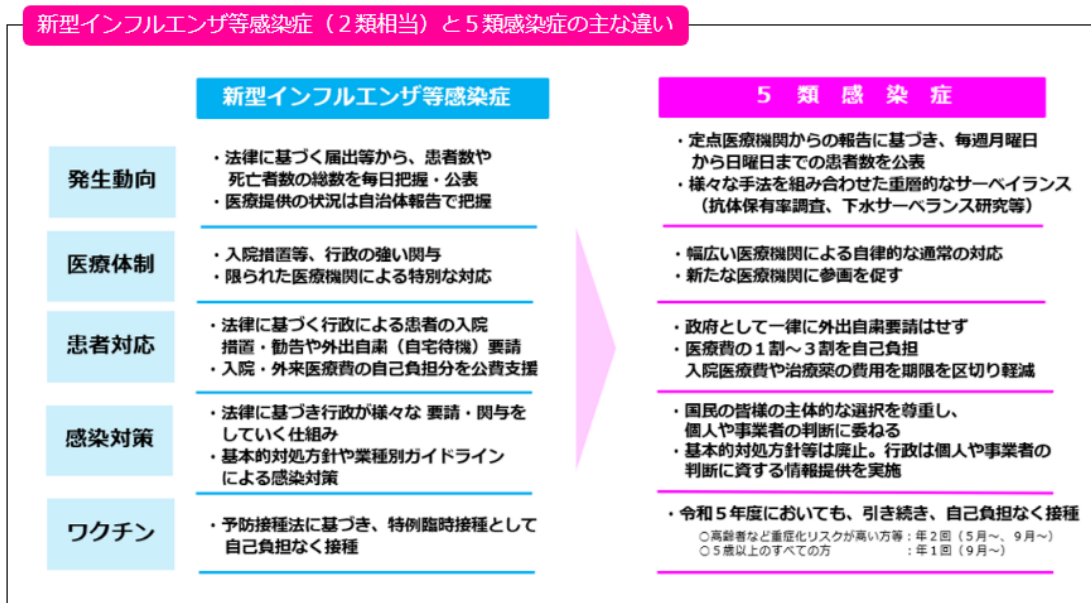 新型インフルエンザ等感染症（２類相当）と５類感染症の主な違い
新型インフルエンザ等感染症
５類感染症
発生動向
・法律に基づく届出等から、患者数や
死亡者数の総数を毎日把握・公表
・医療提供の状況は自治体報告で把握
・定点医療機関からの報告に基づき、毎週月曜日
から日曜日までの患者数を公表
・様々な手法を組み合わせた重層的なサーベイランス
（抗体保有率調査、下水サーベランス研究等）
医療体制
・入院措置等、行政の強い関与
・限られた医療機関による特別な対応
・幅広い医療機関による自律的な通常の対応
・新たな医療機関に参画を促す
患者対応
・法律に基づく行政による患者の入院
措置・勧告や外出自粛（自宅待機）要請
・入院・外来医療費の自己負担分を公費支援
・政府として一律に外出自粛要請はせず
・医療費の１割～３割を自己負担
入院医療費や治療薬の費用を期限を区切り軽減
感染対策
・法律に基づき行政が様々な 要請・関与を
していく仕組み
・基本的対処方針や業種別ガイドライン
による感染対策
・国民の皆様の主体的な選択を尊重し、
個人や事業者の判断に委ねる
・基本的対処方針等は廃止。行政は個人や事業者の
判断に資する情報提供を実施
ワクチン
・予防接種法に基づき、特例臨時接種として
自己負担なく接種
・令和５年度においても、引き続き、自己負担なく接種
○高齢者など重症化リスクが高い方等：年２回（５月～、９月～）
○５歳以上のすべての方　　　　　　　：年１回（９月～）